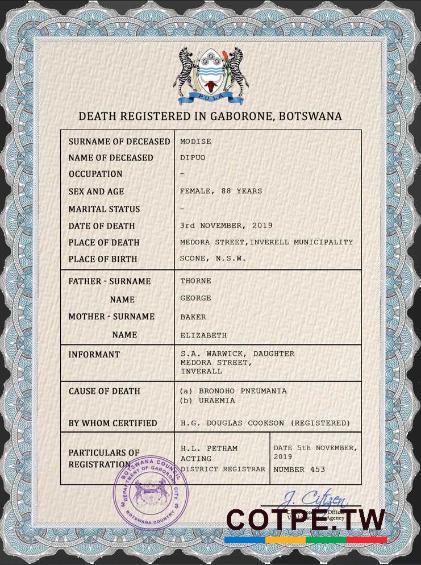 PULA
DEATH REGISTERED IN GABORONE, BOTSWANA
SURNAME OF DECEASED MODISE
NAME OF DECEASED DIPUO
OCCUPATION –
SEX AND AGE FEMALE, 88 YEARS
MARITAL STATUS –
DATE OF DEATH 3rd NOVEMBER, 2019
PLACE OF DEATH MEDORA STREET,INVERELL MUNICIPALITY
PLACE OF BIRTH SCONE, N.S.W.
FATHER - SURNAME THORNE
NAME GEORGE
MOTHER - SURNAME BAKER
NAME ELIZABETH
INFORMANT S.A. WARWICK, DAUGHTER
MEDORA STREET,
INVERALL
CAUSE OF DEATH (a) BRONOHO PNEUMANIA
(b) URAEMIA
BY WHOM CERTIFIED H.G. DOUGLAS COOKSON (REGISTERED)
PARTICULARS OF
REGISTRATION
H.L. PETHAM
ACTING
DISTRICT REGISTRAR
DATE 5th NOVEMBER,
2019
NUMBER 453
BOTSWANA COUNCIL
DEPARTMENT OF GABORONE CITY
BOTSWANA COUNCIL
J. Citizen
Agency
COTPE.TW